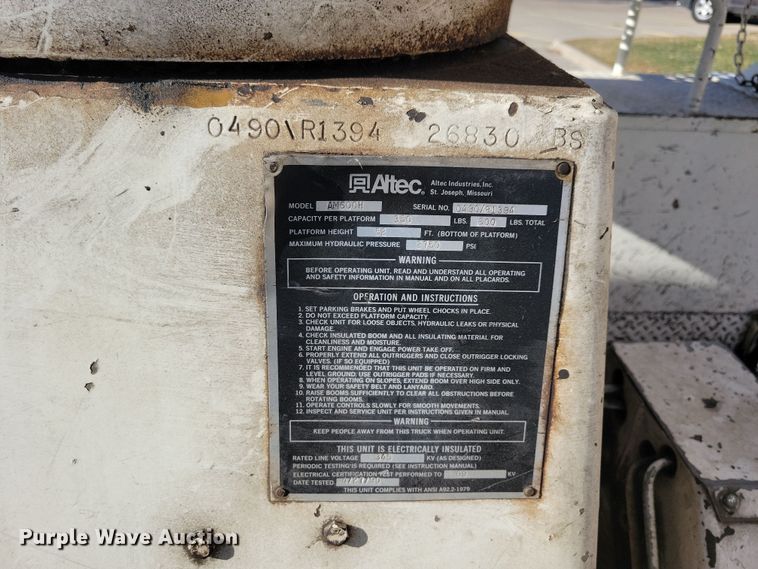 0490\R1394 26830 BS
Altec® Altec Industries, Inc.
St. Joseph, Missouri
MODEL AM600H SERIAL NO. 0490/R1394
CAPACITY PER PLATFORM 350 LBS. LBS. TOTAL
PLATFORM HEIGHT 52 FT. (BOTTOM OF PLATFORM)
MAXIMUM HYDRAULIC PRESSURE PSI
WARNING
BEFORE OPERATING UNIT, READ AND UNDERSTAND ALL OPERATING
AND SAFETY INFORMATION IN MANUAL AND ON ALL PLACARDS.
OPERATION AND INSTRUCTIONS
1. SET PARKING BRAKES AND PUT WHEEL CHOCKS IN PLACE.
2. DO NOT EXCEED PLATFORM CAPACITY.
3. CHECK UNIT FOR LOOSE OBJECTS, HYDRAULIC LEAKS OR PHYSICAL
DAMAGE.
4. CHECK INSULATED BOOM AND ALL INSULATING MATERIAL FOR
CLEANLINESS AND MOISTURE.
5. START ENGINE AND ENGAGE POWER TAKE OFF.
6. PROPERLY EXTEND ALL OUTRIGGERS AND CLOSE OUTRIGGER LOCKING
VALVES. (IF SO EQUIPPED)
7. IT IS RECOMMENDED THAT THIS UNIT BE OPERATED ON FIRM AND
LEVEL GROUND USE OUTRIGGER PADS IF NECESSARY.
8. WHEN OPERATING ON SLOPES, EXTEND BOOM OVER HIGH SIDE ONLY.
9. WEAR YOUR SAFETY BELT AND LANYARD.
10. RAISE BOOMS SUFFICIENTLY TO CLEAR ALL OBSTRUCTIONS BEFORE
ROTATING BOOMS.
11. OPERATE CONTROLS SLOWLY FOR SMOOTH MOVEMENTS.
12. INSPECT AND SERVICE UNIT PER INSTRUCTIONS GIVEN IN MANUAL
WARNING
KEEP PEOPLE AWAY FROM THIS TRUCK WHEN OPERATING UNIT.
THIS UNIT IS ELECTRICALLY INSULATED
RATED LINE VOLTAGE KV (AS DESIGNED)
PERIODIC TESTING IS REQUIRED (SEE INSTRUCTION MANUAL)
ELECTRICAL CERTIFICATION TEST PERFORMED TO 69 KV
DATE TESTED
THIS UNIT COMPLIES WITH ANSI A92.2-1979
Purple Wave Auction®
Purple Wave Auction